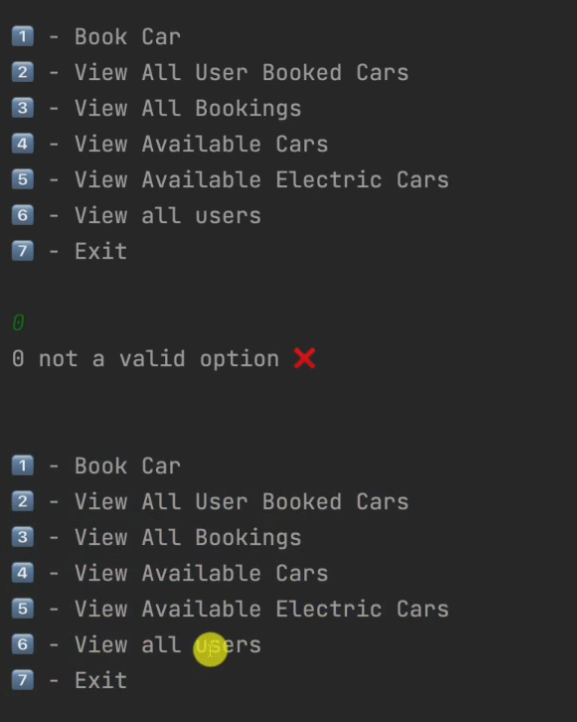 1️⃣ - Book Car
2️⃣ - View All User Booked Cars
3️⃣ - View All Bookings
4️⃣ - View Available Cars
5️⃣ - View Available Electric Cars
6️⃣ - View all users
7️⃣ - Exit
0
0 not a valid option ❌
1️⃣ - Book Car
2️⃣ - View All User Booked Cars
3️⃣ - View All Bookings
4️⃣ - View Available Cars
5️⃣ - View Available Electric Cars
6️⃣ - View all users
7️⃣ - Exit